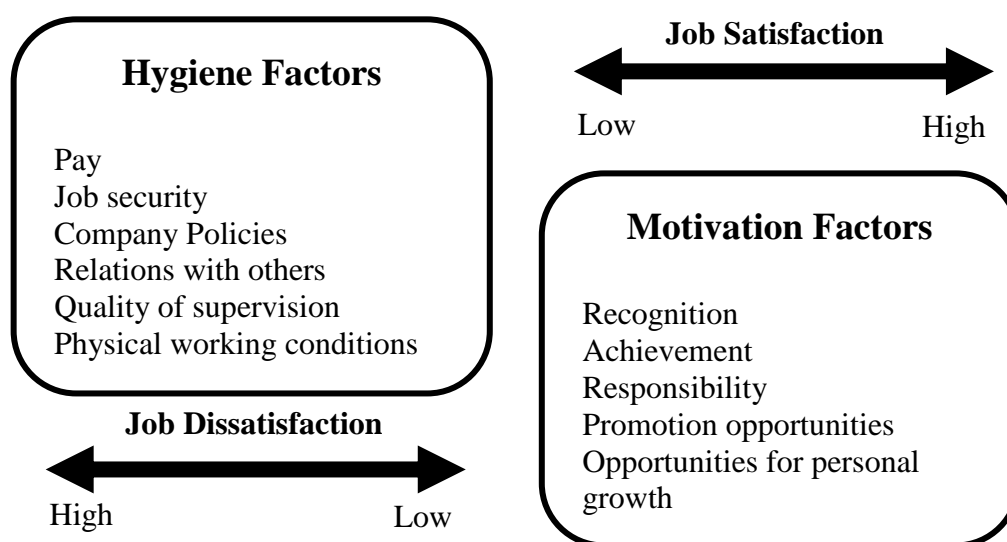 Hygiene Factors
Pay
Job security
Company Policies
Relations with others
Quality of supervision
Physical working conditions
Job Dissatisfaction
High
Low
Job Satisfaction
Low
High
Motivation Factors
Recognition
Achievement
Responsibility
Promotion opportunities
Opportunities for personal
growth